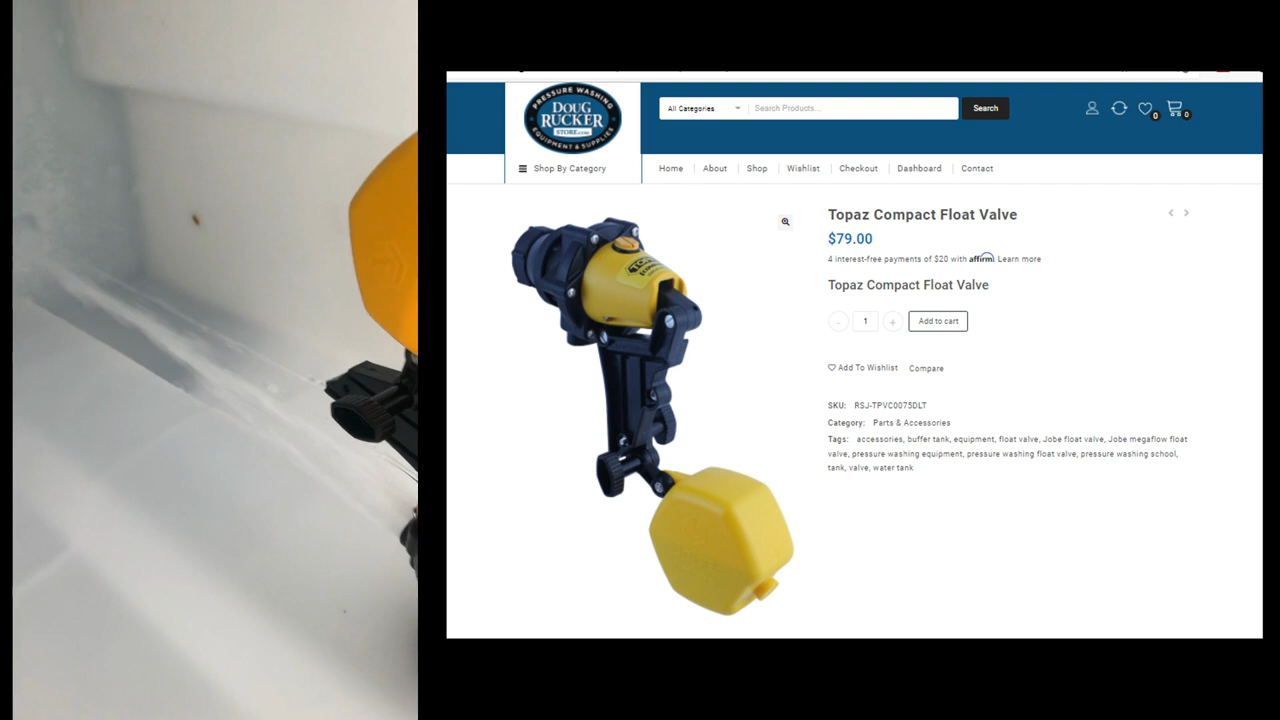 PRESSURE WASHING
DOUG
RUCKER
STORE.com
EQUIPMENT & SUPPLIES
All Categories
Search Products...
Search
0
0
Shop By Category
Home
About
Shop
Wishlist
Checkout
Dashboard
Contact
Topaz Compact Float Valve
$79.00
4 interest-free payments of $20 with affirm. Learn more
Topaz Compact Float Valve
-
1
+
Add to cart
Add To Wishlist
Compare
SKU: RSJ-TPVC0075DLT
Category: Parts & Accessories
Tags: accessories, buffer tank, equipment, float valve, Jobe float valve, Jobe megaflow float
valve, pressure washing equipment, pressure washing float valve, pressure washing school,
tank, valve, water tank